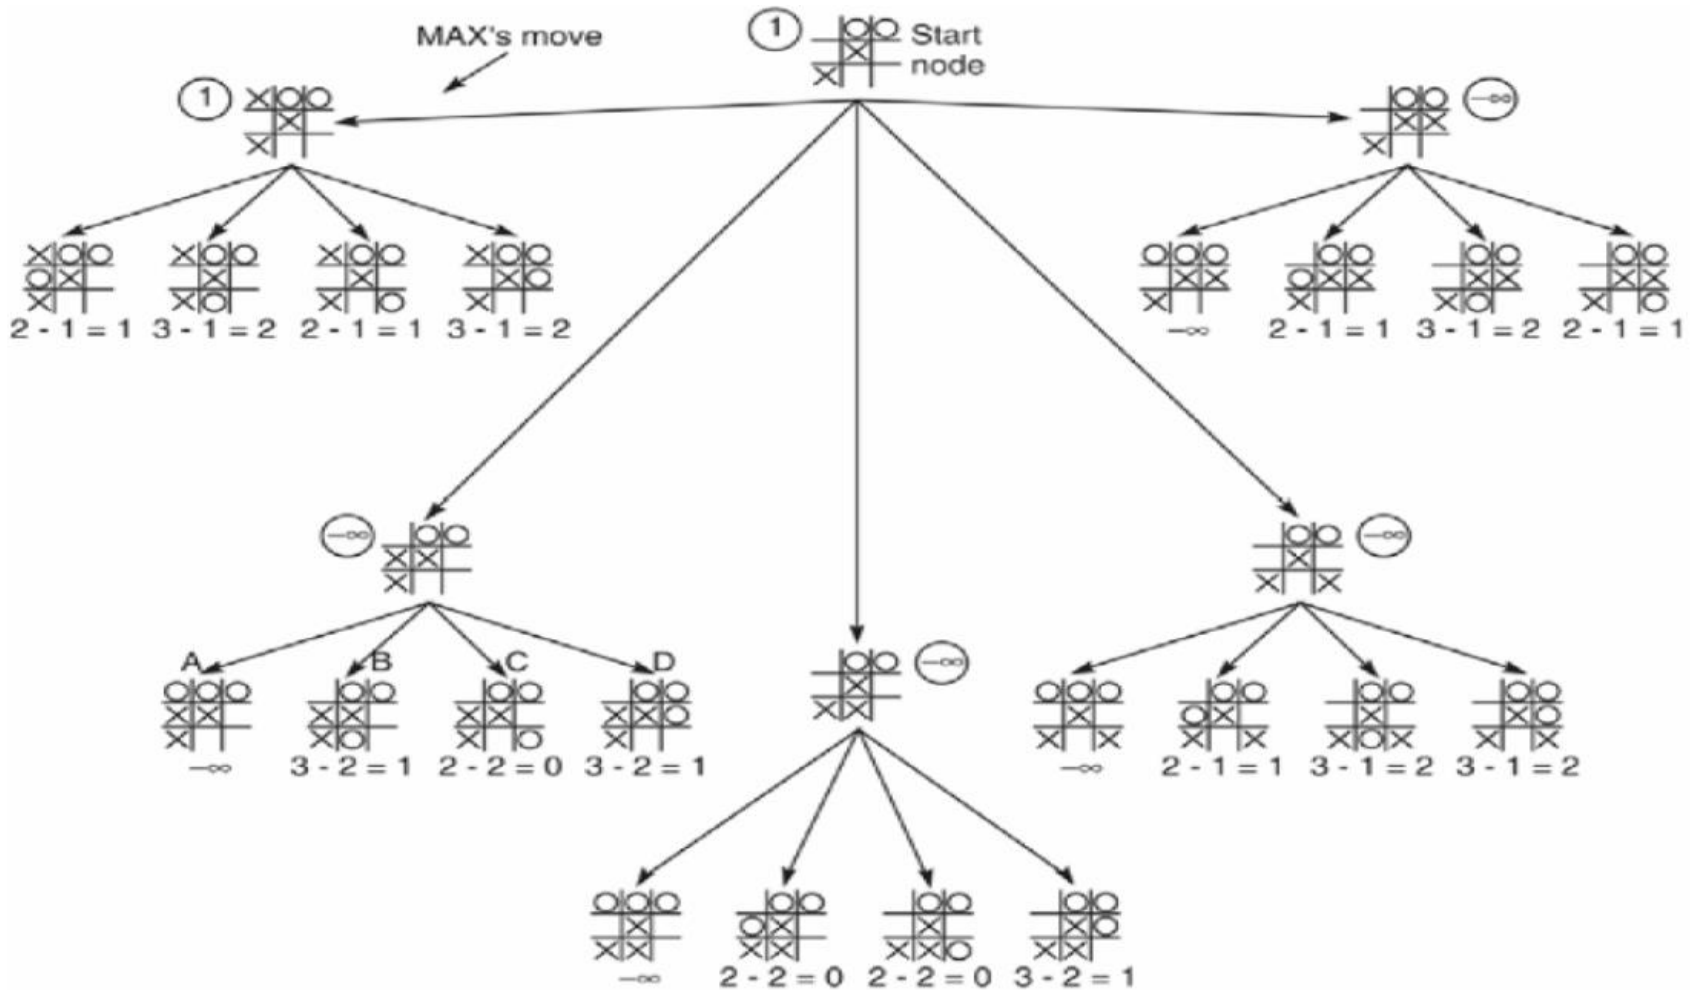 MAX's move
1
Start
node
1
−∞
2 - 1 = 1
3 - 1 = 2
2 - 1 = 1
3 - 1 = 2
−∞
2 - 1 = 1
3 - 1 = 2
2 - 1 = 1
−∞
−∞
A
B
C
D
−∞
−∞
3 - 2 = 1
2 - 2 = 0
3 - 2 = 1
−∞
2 - 1 = 1
3 - 1 = 2
3 - 1 = 2
−∞
2 - 2 = 0
2 - 2 = 0
3 - 2 = 1